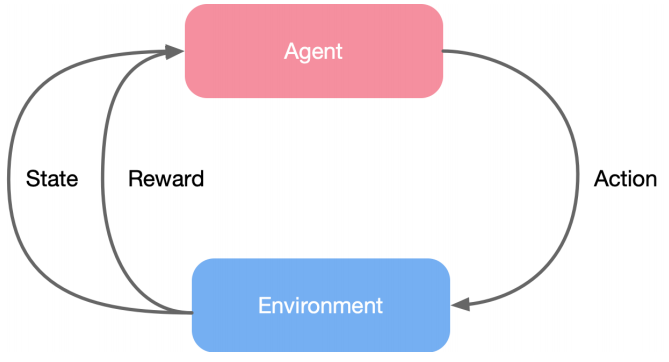 Agent
State
Reward
Action
Environment